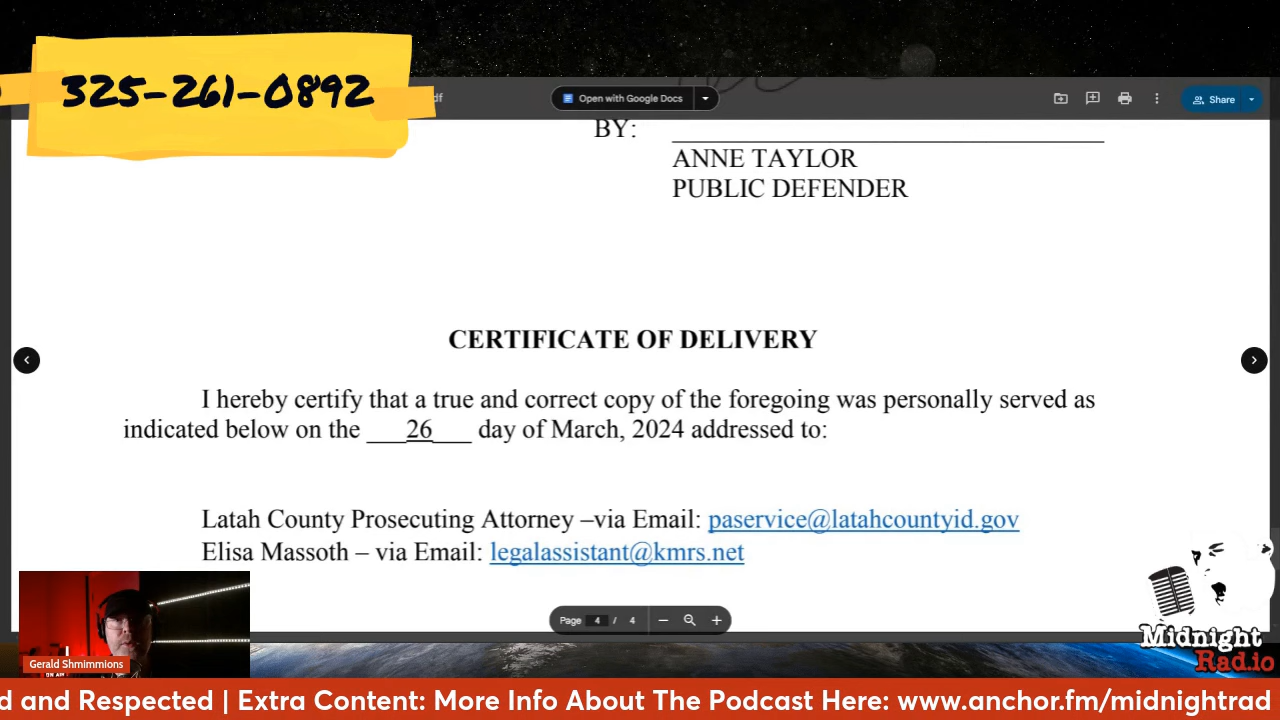 325-261-0892
df
Open with Google Docs
Share
BY:
ANNE TAYLOR
PUBLIC DEFENDER
CERTIFICATE OF DELIVERY
I hereby certify that a true and correct copy of the foregoing was personally served as
indicated below on the ___26___ day of March, 2024 addressed to:
Latah County Prosecuting Attorney –via Email: paservice@latahcountyid.gov
Elisa Massoth – via Email: legalassistant@kmrs.net
Page 4 / 4
Gerald Shmimmions
ON AIR
Midnight
Rad.io
d and Respected | Extra Content: More Info About The Podcast Here: www.anchor.fm/midnightrad